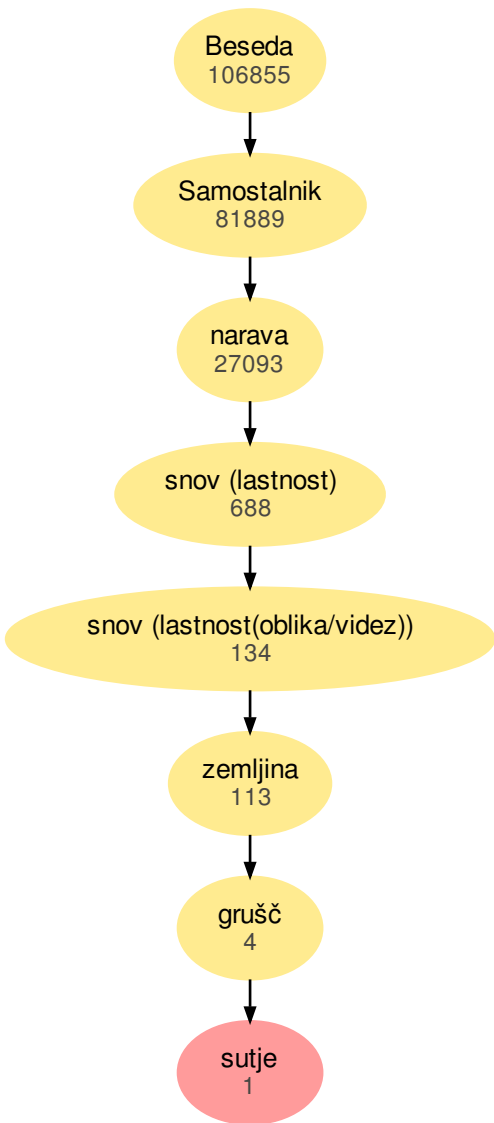 Beseda
106855
Samostalnik
81889
narava
27093
snov (lastnost)
688
snov (lastnost(oblika/videz))
134
zemljina
113
grušč
4
sutje
1